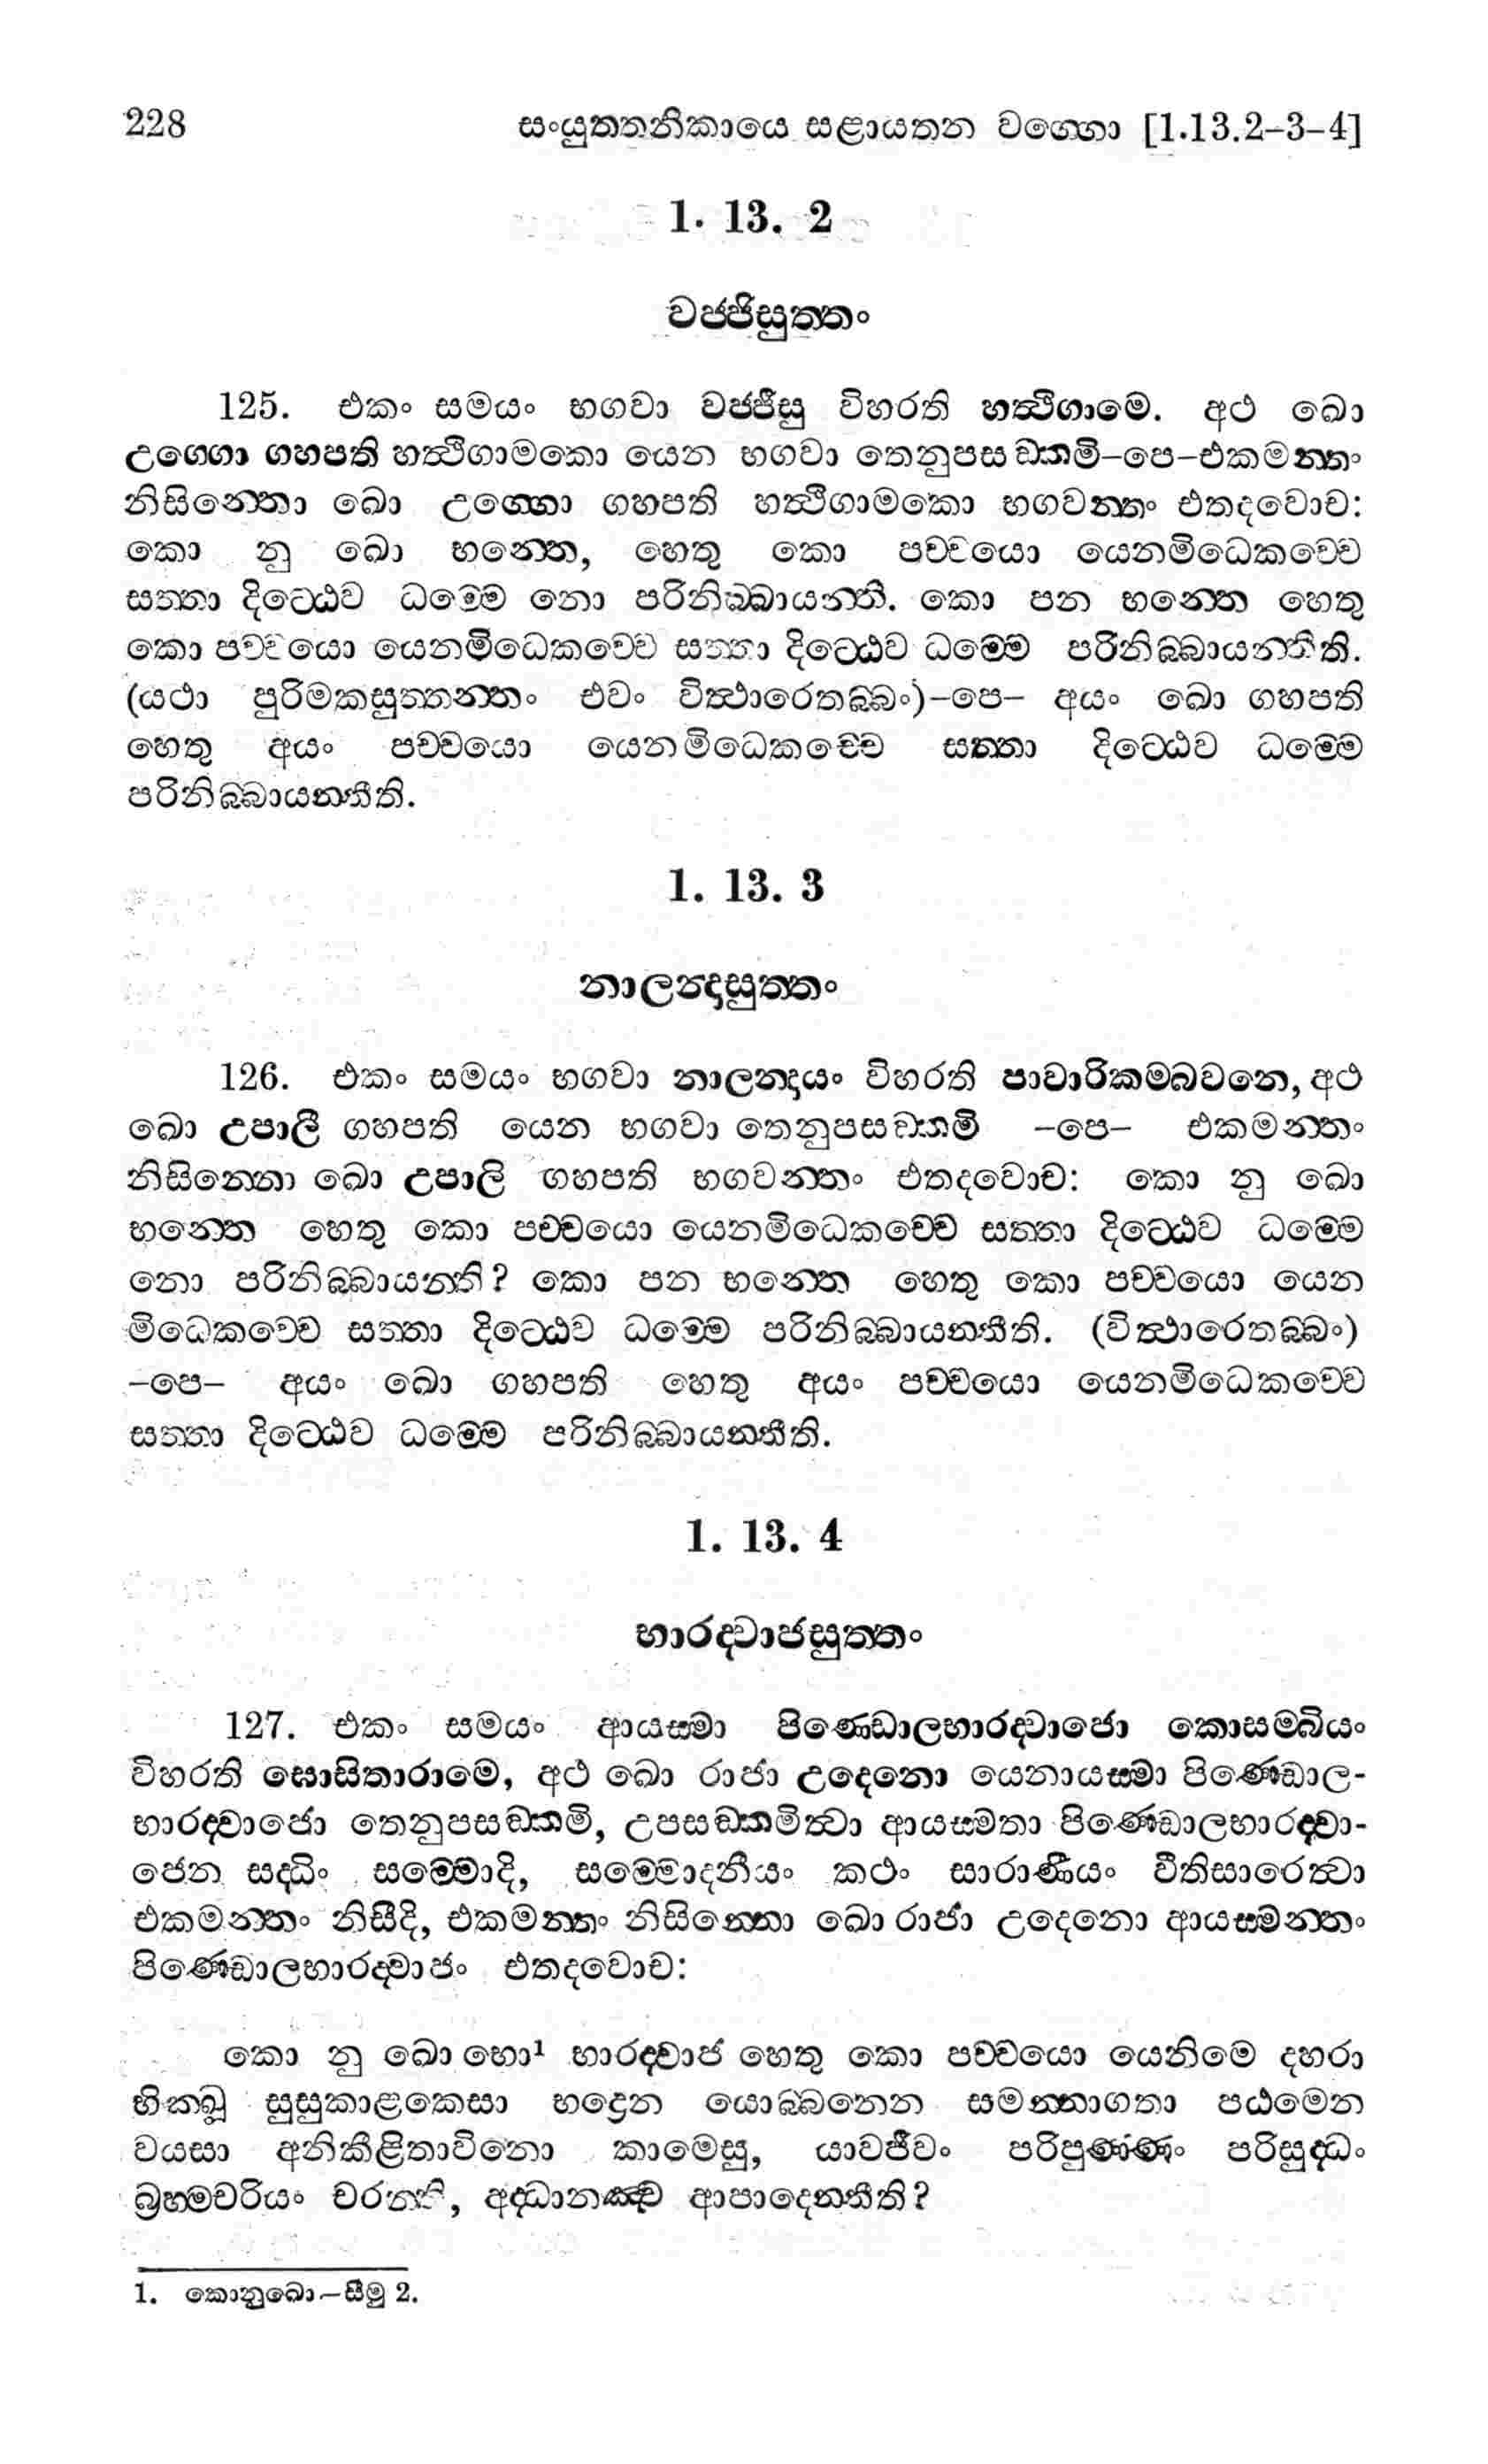 228 සංයුත්තනිකායෙ සළායතන වග්ගො [1.13.2–3–4]
1. 13. 2
වජ්ජිසුත්තං
125. එකං සමයං භගවා වජ්ජීසු විහරති හත්ථිගාමෙ. අථ ඛො
උග්ගො ගහපති හත්ථිගාමකො යෙන භගවා තෙනුපසඞ්කමි–පෙ–එකමන්තං
නිසින්නො ඛො උග්ගො ගහපති හත්ථිගාමකො භගවන්තං එතදවොච:
කො නු ඛො භන්තෙ, හෙතු කො පච්චයො යෙනමිධෙකච්චෙ
සත්තා දිට්ඨෙව ධම්මෙ නො පරිනිබ්බායන්ති. කො පන භන්තෙ හෙතු
කො පච්චයො යෙනමිධෙකච්චෙ සත්තා දිට්ඨෙව ධම්මෙ පරිනිබ්බායන්තීති.
(යථා පුරිමකසුත්තන්තං එවං විත්ථාරෙතබ්බං)–පෙ– අයං ඛො ගහපති
හෙතු අයං පච්චයො යෙනමිධෙකච්චෙ සත්තා දිට්ඨෙව ධම්මෙ
පරිනිබ්බායන්තීති.
1. 13. 3
නාලන්දාසුත්තං
126. එකං සමයං භගවා නාලන්දායං විහරති පාවාරිකම්බවනෙ, අථ
ඛො උපාලී ගහපති යෙන භගවා තෙනුපසඞ්කමි –පෙ– එකමන්තං
නිසින්නො ඛො උපාලි ගහපති භගවන්තං එතදවොච: කො නු ඛො
භන්තෙ හෙතු කො පච්චයො යෙනමිධෙකච්චෙ සත්තා දිට්ඨෙව ධම්මෙ
නො පරිනිබ්බායන්ති? කො පන භන්තෙ හෙතු කො පච්චයො යෙන
මිධෙකච්චෙ සත්තා දිට්ඨෙව ධම්මෙ පරිනිබ්බායන්තීති. (විත්ථාරෙතබ්බං)
–පෙ– අයං ඛො ගහපති හෙතු අයං පච්චයො යෙනමිධෙකච්චෙ
සත්තා දිට්ඨෙව ධම්මෙ පරිනිබ්බායන්තීති.
1. 13. 4
භාරද්වාජසුත්තං
127. එකං සමයං ආයස්මා පිණ්ඩොලභාරද්වාජො කොසම්බියං
විහරති ඝොසිතාරාමෙ, අථ ඛො රාජා උදෙනො යෙනායස්මා පිණ්ඩොල-
භාරද්වාජො තෙනුපසඞ්කමි, උපසඞ්කමිත්වා ආයස්මතා පිණ්ඩොලභාරද්වා-
ජෙන සද්ධිං සම්මොදි, සම්මොදනීයං කථං සාරාණීයං වීතිසාරෙත්වා
එකමන්තං නිසීදි, එකමන්තං නිසින්නො ඛො රාජා උදෙනො ආයස්මන්තං
පිණ්ඩොලභාරද්වාජං එතදවොච:
කො නු ඛො භො¹ භාරද්වාජ හෙතු කො පච්චයො යෙනිමෙ දහරා
භික්ඛූ සුසුකාළකෙසා භද්‍රෙන යොබ්බනෙන සමන්නාගතා පඨමෙන
වයසා අනිකීළිතාවිනො කාමෙසු, යාවජීවං පරිපුණ්ණං පරිසුද්ධං
බ්‍රහ්මචරියං චරන්ති, අද්ධානඤ්ච ආපාදෙන්තීති?
1. කොනුඛො–සීමු 2.